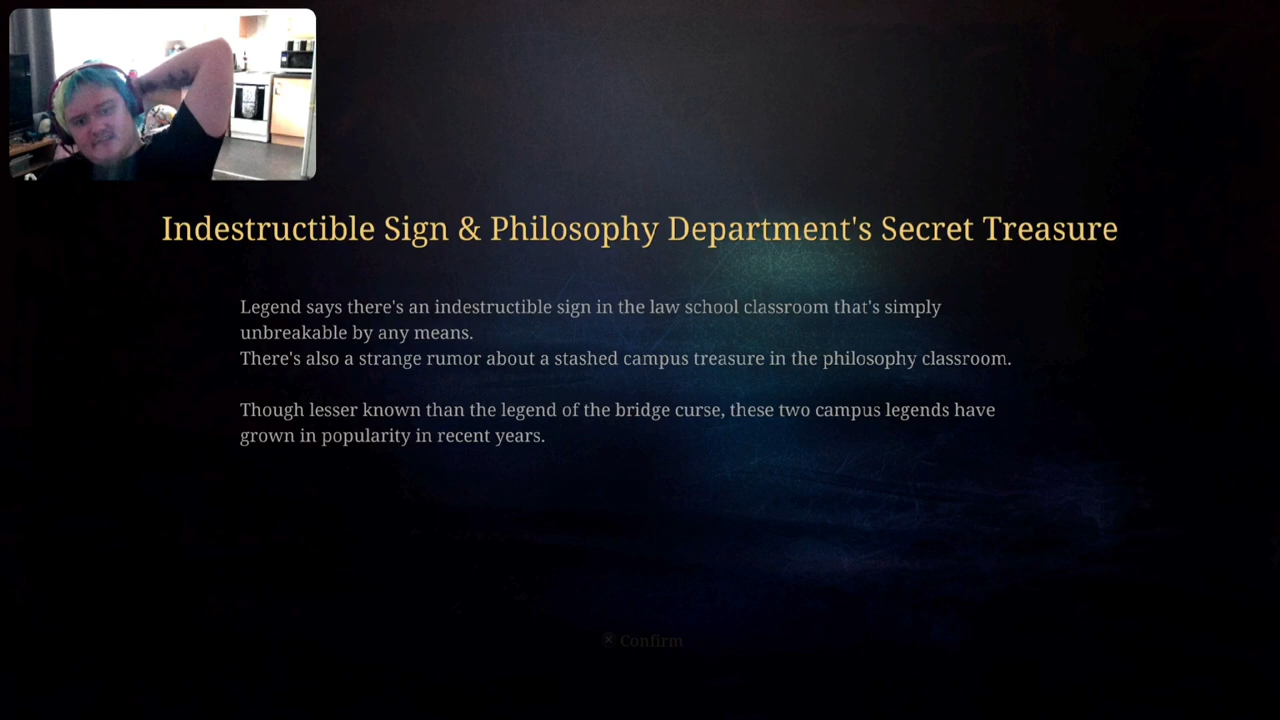 Indestructible Sign & Philosophy Department's Secret Treasure
Legend says there's an indestructible sign in the law school classroom that's simply
unbreakable by any means.
There's also a strange rumor about a stashed campus treasure in the philosophy classroom.
Though lesser known than the legend of the bridge curse, these two campus legends have
grown in popularity in recent years.
Confirm